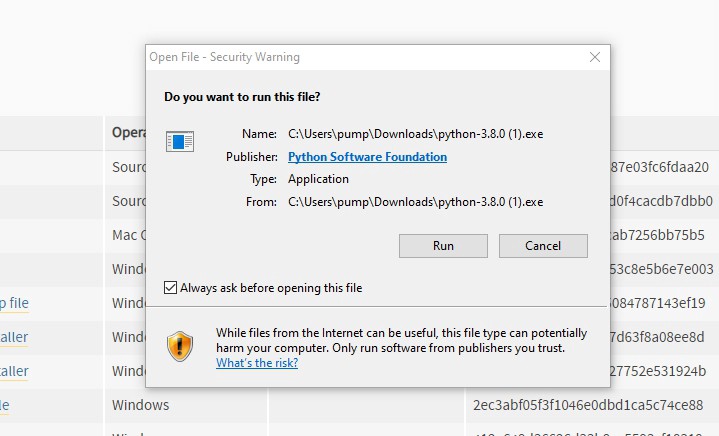 Open File - Security Warning
Do you want to run this file?
Name: C:\Users\pump\Downloads\python-3.8.0 (1).exe
Publisher: Python Software Foundation
Type: Application
From: C:\Users\pump\Downloads\python-3.8.0 (1).exe
Run Cancel
Always ask before opening this file
While files from the Internet can be useful, this file type can potentially
harm your computer. Only run software from publishers you trust.
What's the risk?
Opera
Sourc 87e03fc6fdaa20
Sourc d0f4cacdb7dbb0
Mac O ab7256bb75b5
Windo 53c8e5b6e7e003
p file Windo 5084787143ef19
aller Windo 7d63f8a08ee8d
taller Windo 27752e531924b
le Windows 2ec3abf05f3f1046e0dbd1ca5c74ce88